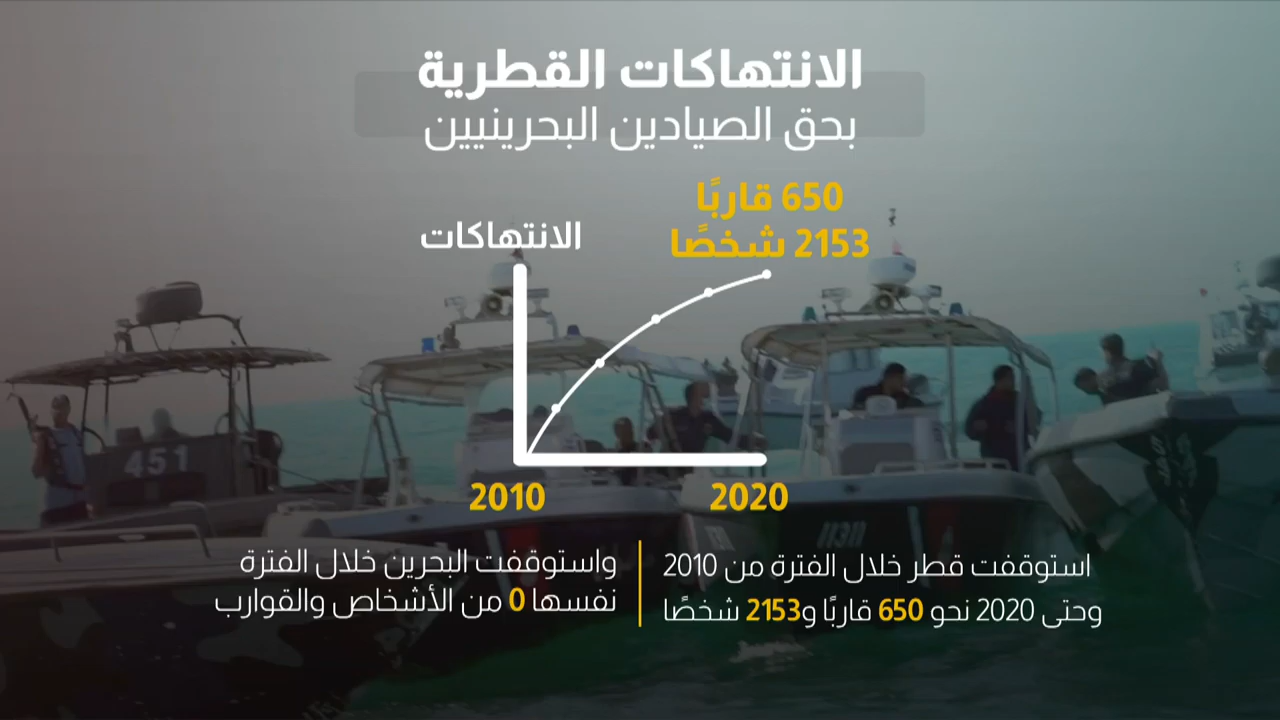 الانتهاكات القطرية
بحق الصيادين البحرينيين
650 قاربًا
2153 شخصًا
الانتهاكات
2010
2020
استوقفت قطر خلال الفترة من 2010
وحتى 2020 نحو 650 قاربًا و2153 شخصًا
واستوقفت البحرين خلال الفترة
نفسها 0 من الأشخاص والقوارب
451